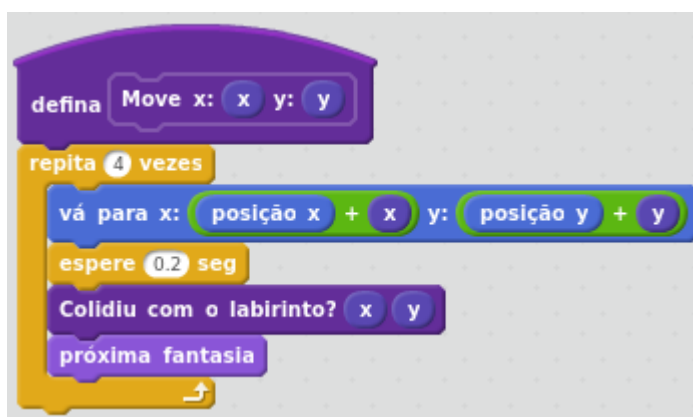 defina Move x: x y: y
repita 4 vezes
vá para x: posição x + x y: posição y + y
espere 0.2 seg
Colidiu com o labirinto? x y
próxima fantasia